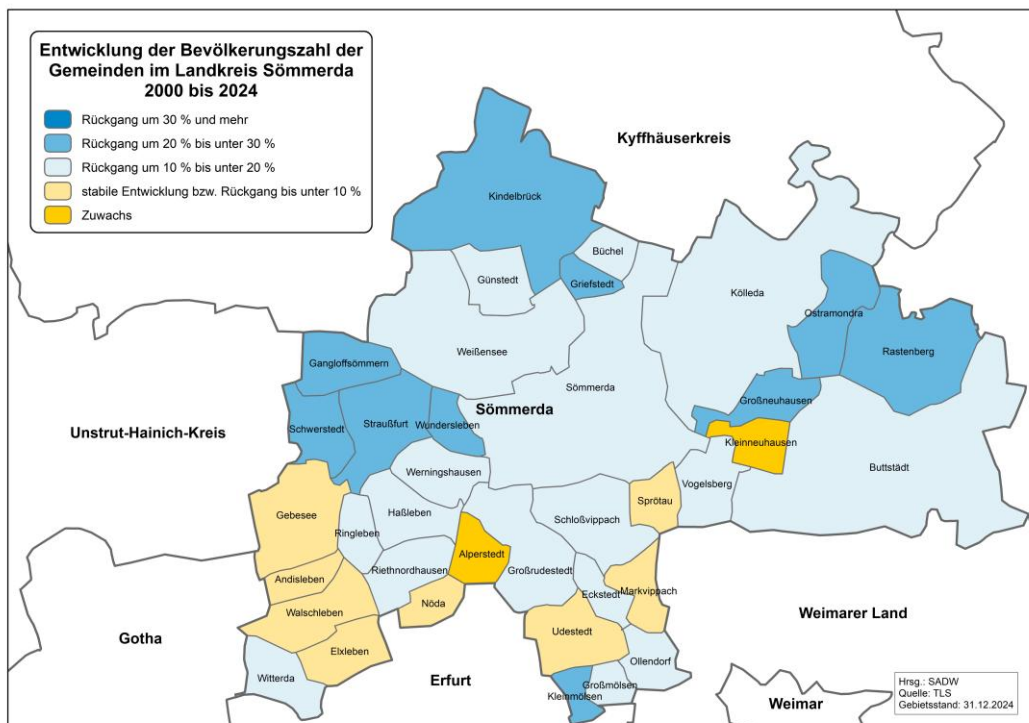 Entwicklung der Bevölkerungszahl der
Gemeinden im Landkreis Sömmerda
2000 bis 2024
Rückgang um 30 % und mehr
Rückgang um 20 % bis unter 30 %
Rückgang um 10 % bis unter 20 %
stabile Entwicklung bzw. Rückgang bis unter 10 %
Zuwachs
Kyffhäuserkreis
Kindelbrück
Büchel
Günstedt
Griefstedt
Kölleda
Ostramondra
Rastenberg
Weißensee
Gangloffsömmern
Sömmerda
Großneuhausen
Sömmerda
Straußfurt
Wundersleben
Schwerstedt
Unstrut-Hainich-Kreis
Kleinneuhausen
Buttstädt
Werningshausen
Vogelsberg
Sprötau
Gebesee
Haßleben
Ringleben
Schloßvippach
Alperstedt
Riethnordhausen
Großrudestedt
Andisleben
Eckstedt
Markvippach
Nöda
Walschleben
Weimarer Land
Udestedt
Gotha
Elxleben
Ollendorf
Witterda
Erfurt
Großmölsen
Kleinmölsen
Weimar
Hrsg.: SADW
Quelle: TLS
Gebietsstand: 31.12.2024